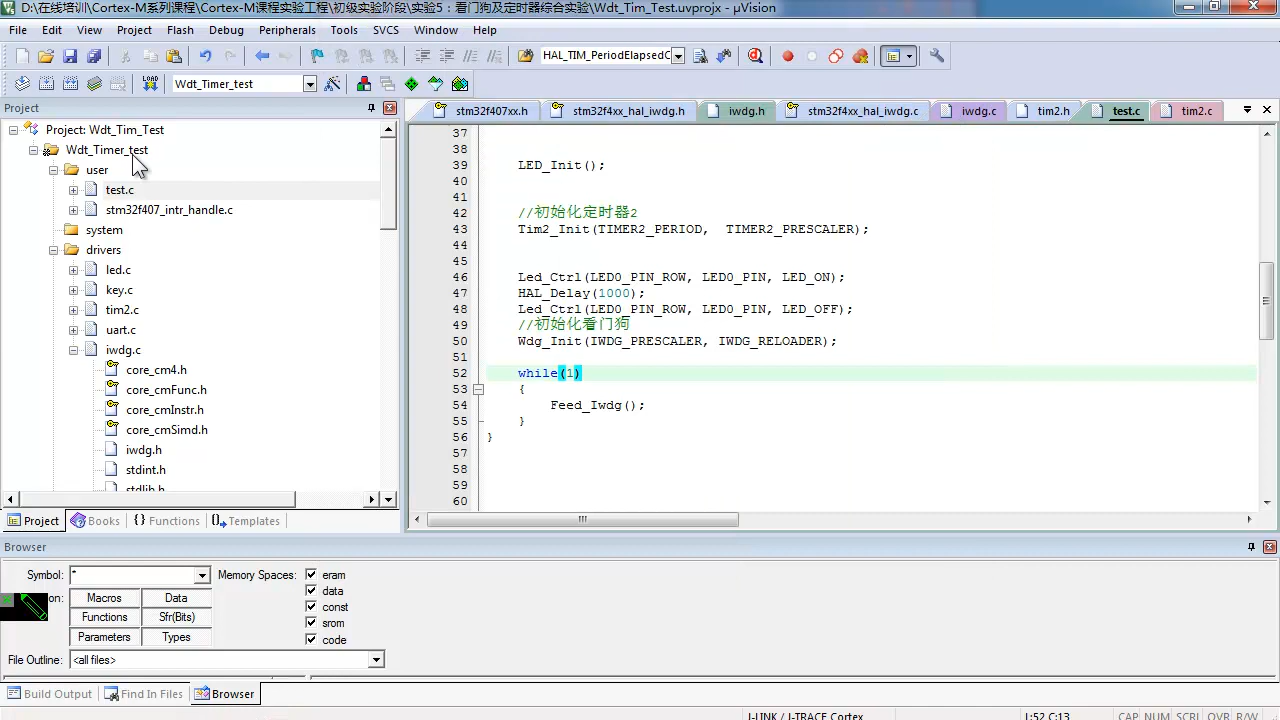 D:\在线培训\Cortex-M系列课程\Cortex-M课程实验工程\初级实验阶段\实验5：看门狗及定时器综合实验\Wdt_Tim_Test.uvprojx - µVision
File Edit View Project Flash Debug Peripherals Tools SVCS Window Help
HAL_TIM_PeriodElapsedC
LOAD Wdt_Timer_test
Project
stm32f407xx.h stm32f4xx_hal_iwdg.h iwdg.h stm32f4xx_hal_iwdg.c iwdg.c tim2.h test.c tim2.c
Project: Wdt_Tim_Test
Wdt_Timer_test
user
test.c
stm32f407_intr_handle.c
system
drivers
led.c
key.c
tim2.c
uart.c
iwdg.c
core_cm4.h
core_cmFunc.h
core_cmInstr.h
core_cmSimd.h
iwdg.h
stdint.h
stdlib.h
37
38
39 LED_Init();
40
41
42 //初始化定时器2
43 Tim2_Init(TIMER2_PERIOD, TIMER2_PRESCALER);
44
45
46 Led_Ctrl(LED0_PIN_ROW, LED0_PIN, LED_ON);
47 HAL_Delay(1000);
48 Led_Ctrl(LED0_PIN_ROW, LED0_PIN, LED_OFF);
49 //初始化看门狗
50 Wdg_Init(IWDG_PRESCALER, IWDG_RELOADER);
51
52 while(1)
53 {
54 Feed_Iwdg();
55 }
56 }
57
58
59
60
Project Books Functions Templates
Browser
Symbol: * Memory Spaces: eram
data
on: Macros Data
const
Functions Sfr(Bits)
srom
Parameters Types
code
File Outline: <all files>
Build Output Find In Files Browser
J-LINK / J-TRACE Cortex L:52 C:13 CAP NUM SCRL OVR R/W